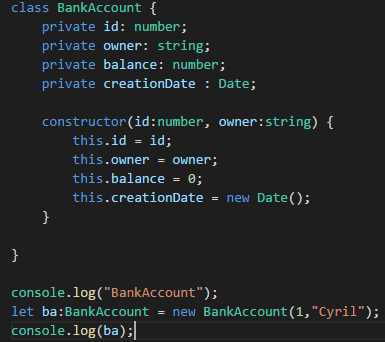 class BankAccount {
    private id: number;
    private owner: string;
    private balance: number;
    private creationDate : Date;

    constructor(id:number, owner:string) {
        this.id = id;
        this.owner = owner;
        this.balance = 0;
        this.creationDate = new Date();
    }

}

console.log("BankAccount");
let ba:BankAccount = new BankAccount(1,"Cyril");
console.log(ba);